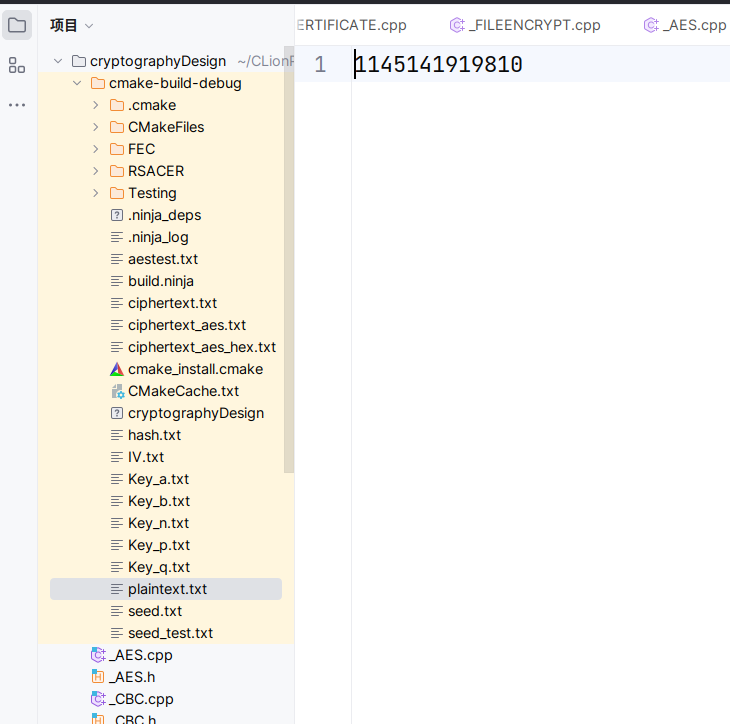 项目
cryptographyDesign ~/CLionP
cmake-build-debug
.cmake
CMakeFiles
FEC
RSACER
Testing
.ninja_deps
.ninja_log
aestest.txt
build.ninja
ciphertext.txt
ciphertext_aes.txt
ciphertext_aes_hex.txt
cmake_install.cmake
CMakeCache.txt
cryptographyDesign
hash.txt
IV.txt
Key_a.txt
Key_b.txt
Key_n.txt
Key_p.txt
Key_q.txt
plaintext.txt
seed.txt
seed_test.txt
_AES.cpp
_AES.h
_CBC.cpp
_CBC.h
ERTIFICATE.cpp _FILEENCRYPT.cpp _AES.cpp
1 1145141919810